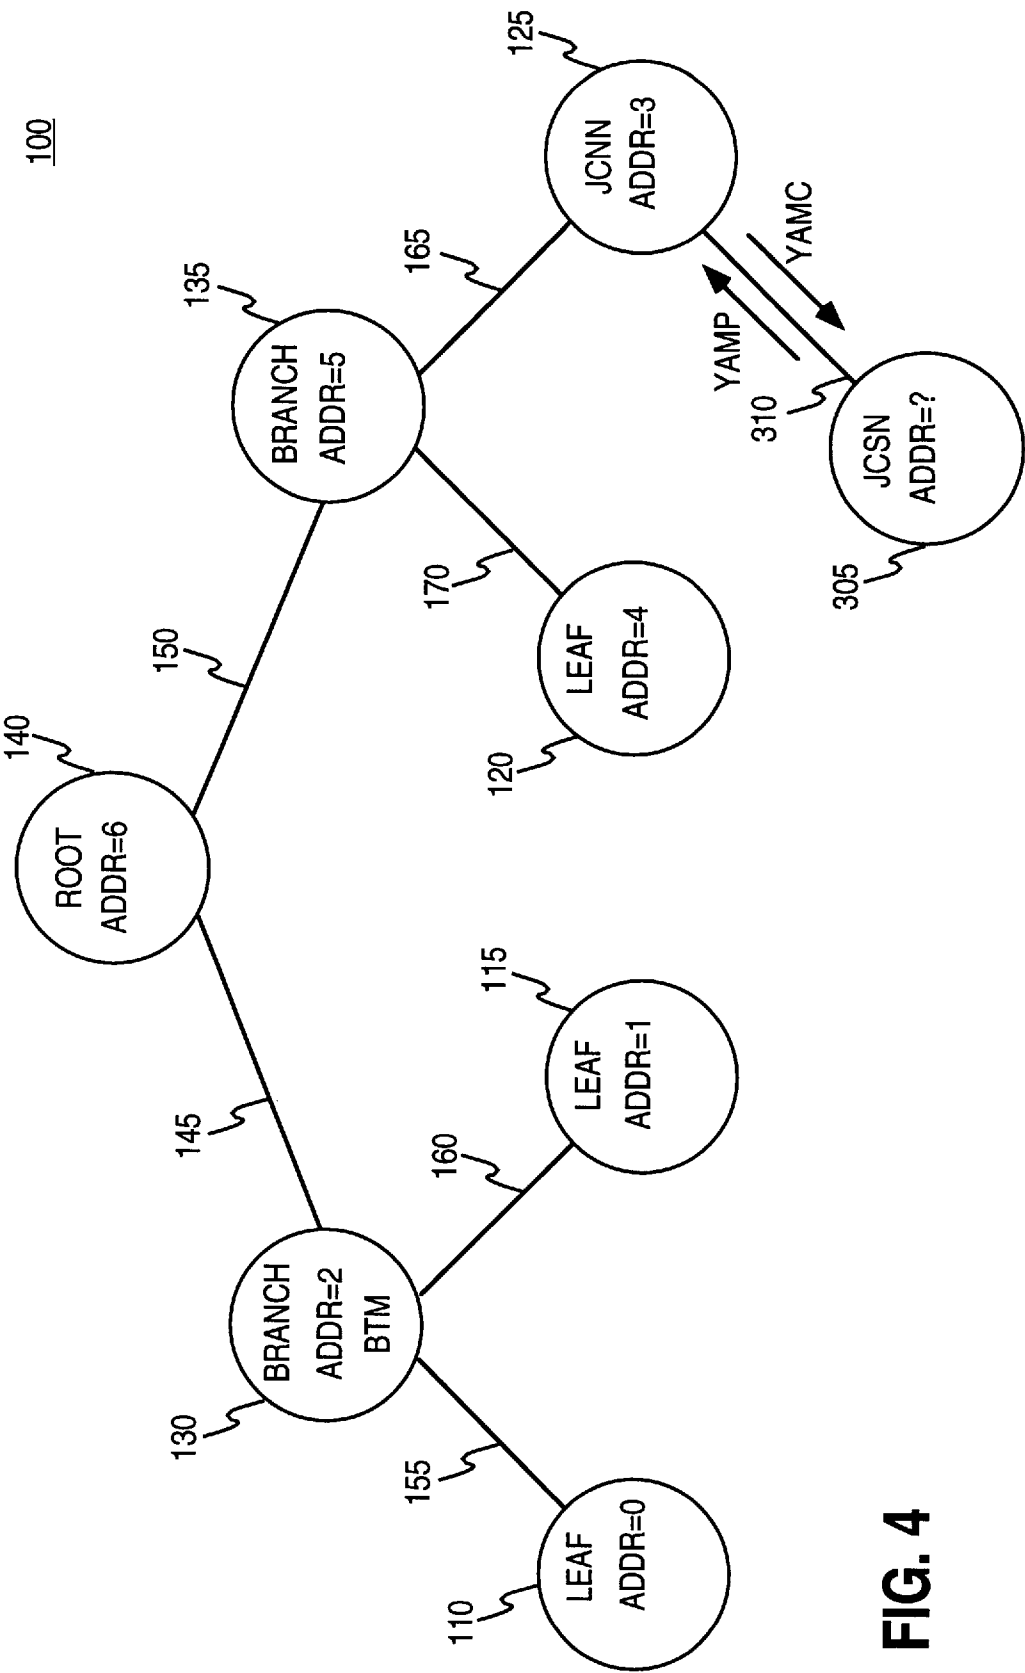 100
140
ROOT
ADDR=6
145
150
130
BRANCH
ADDR=2
BTM
135
BRANCH
ADDR=5
155
160
170
165
110
LEAF
ADDR=0
115
LEAF
ADDR=1
120
LEAF
ADDR=4
125
JCNN
ADDR=3
YAMP
YAMC
310
305
JCSN
ADDR=?
FIG. 4